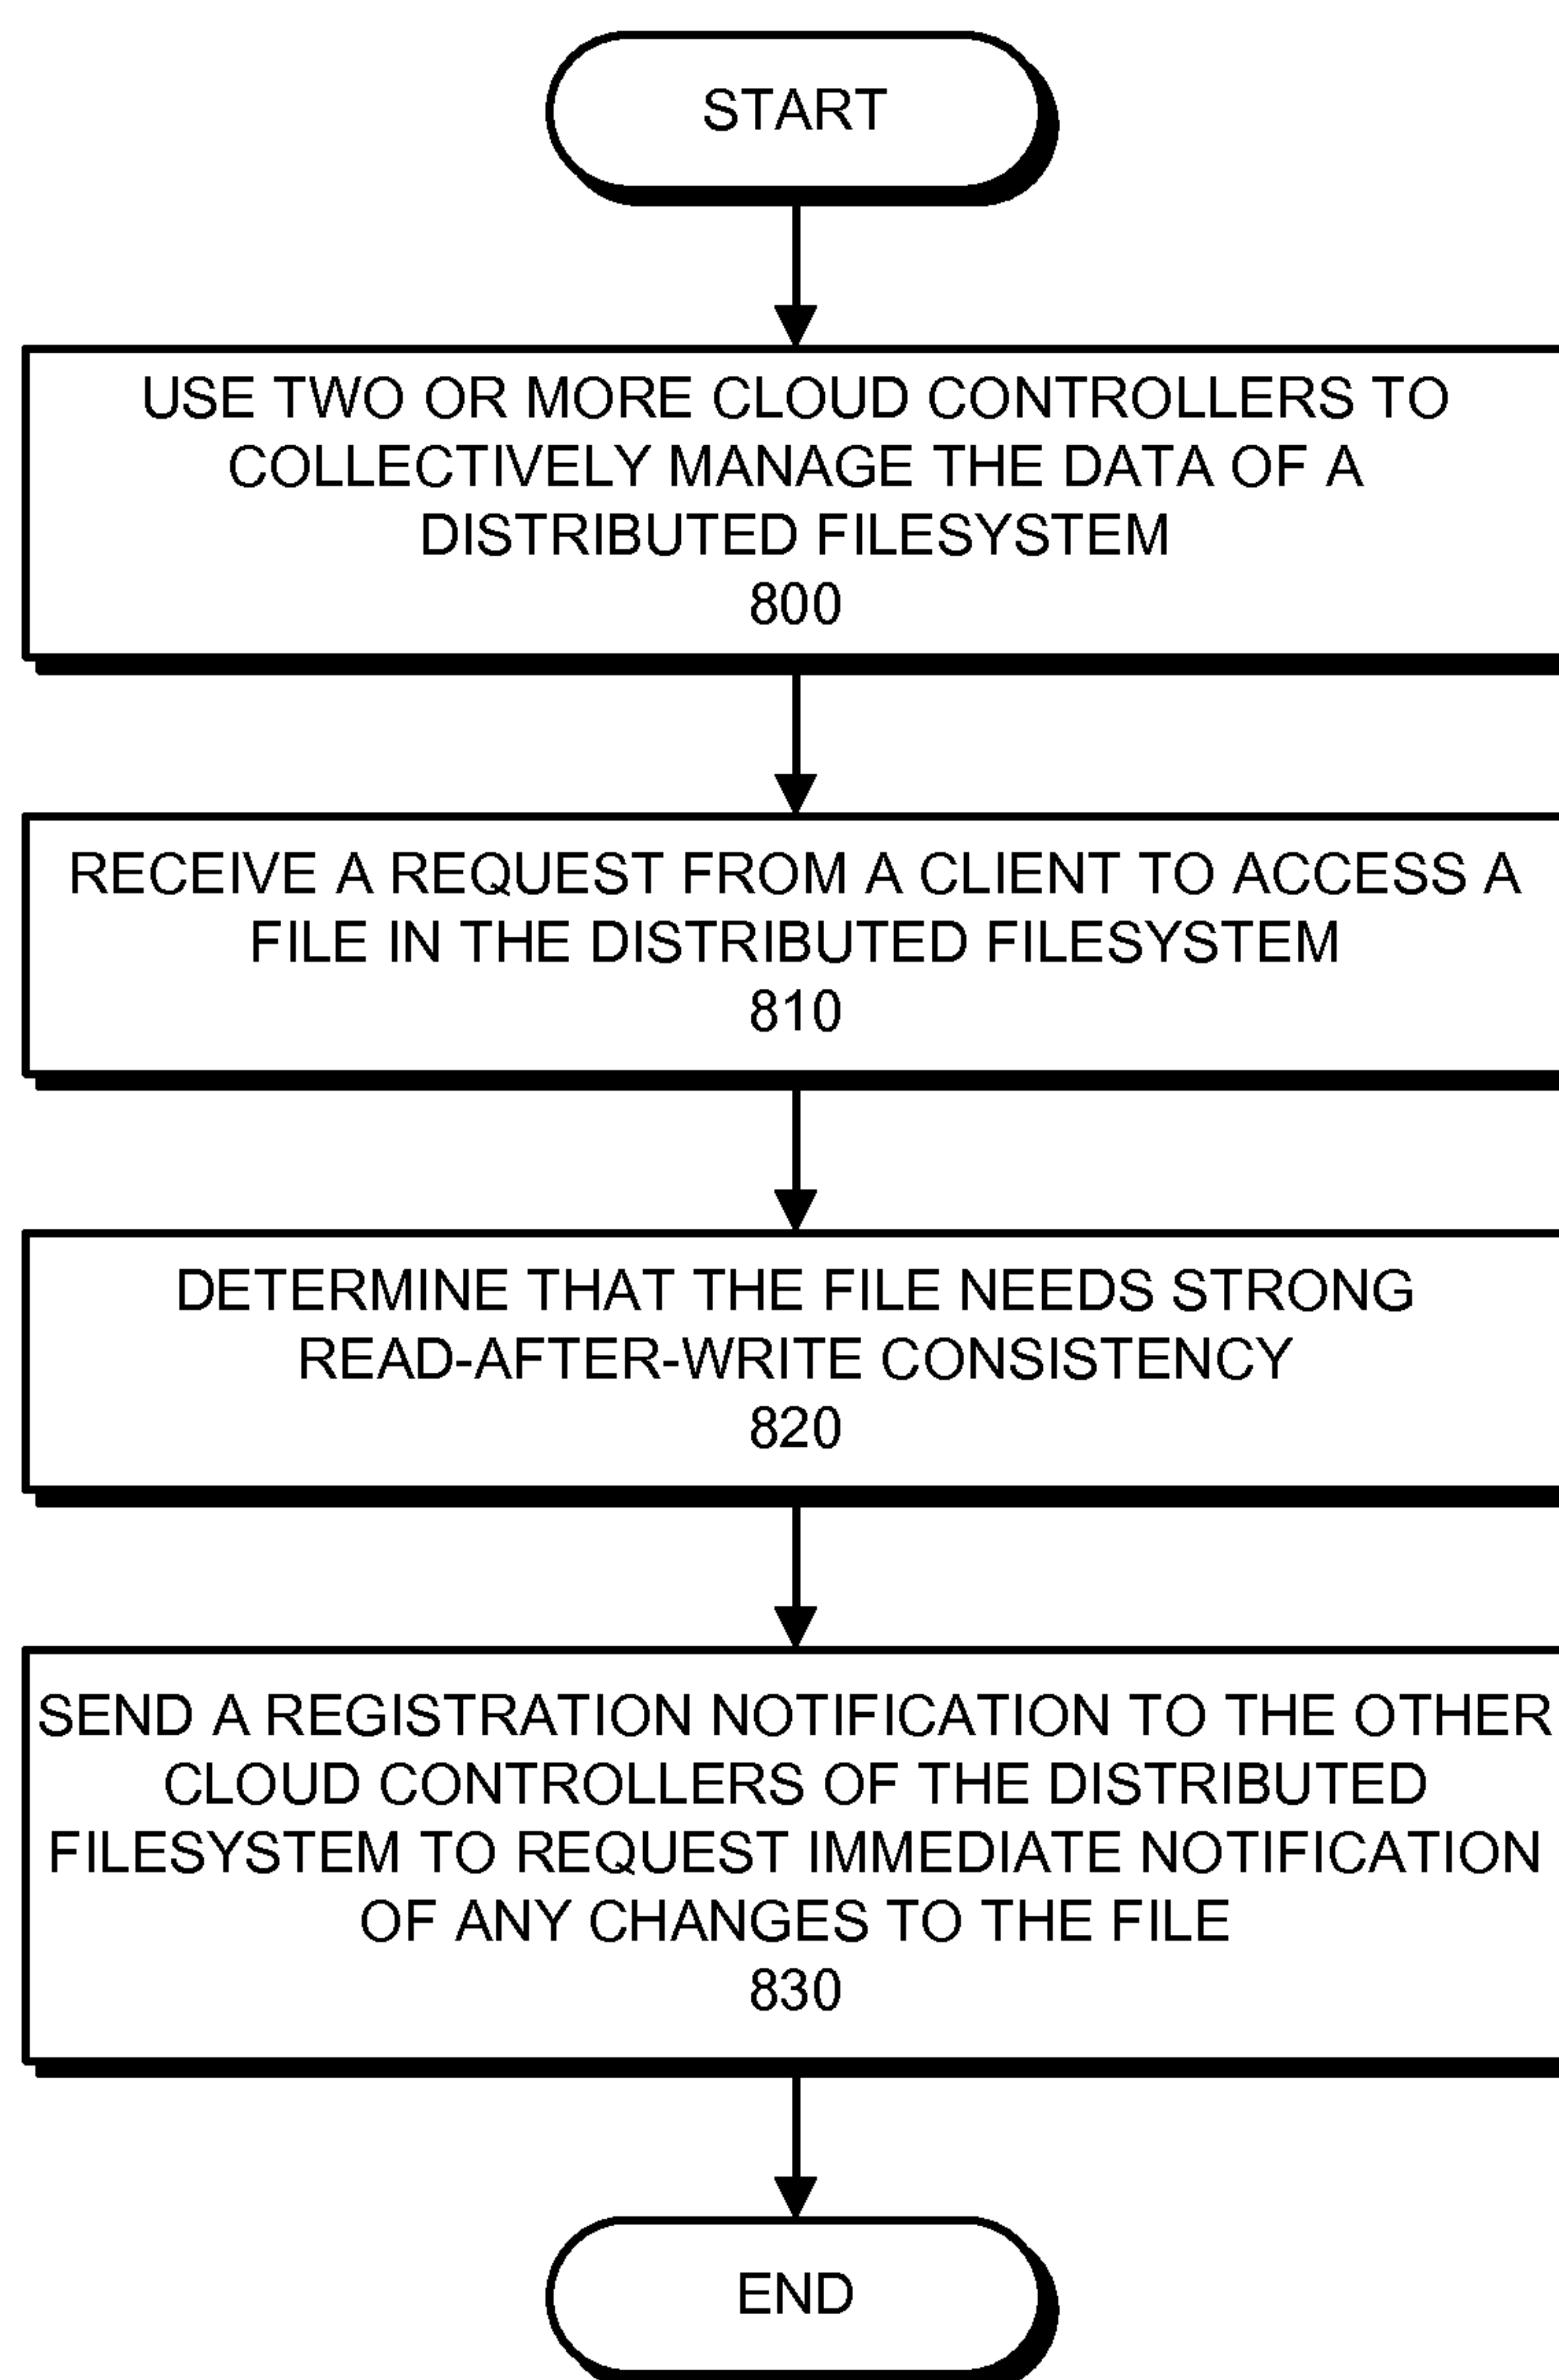 START
USE TWO OR MORE CLOUD CONTROLLERS TO
COLLECTIVELY MANAGE THE DATA OF A
DISTRIBUTED FILESYSTEM
800
RECEIVE A REQUEST FROM A CLIENT TO ACCESS A
FILE IN THE DISTRIBUTED FILESYSTEM
810
DETERMINE THAT THE FILE NEEDS STRONG
READ-AFTER-WRITE CONSISTENCY
820
SEND A REGISTRATION NOTIFICATION TO THE OTHER
CLOUD CONTROLLERS OF THE DISTRIBUTED
FILESYSTEM TO REQUEST IMMEDIATE NOTIFICATION
OF ANY CHANGES TO THE FILE
830
END